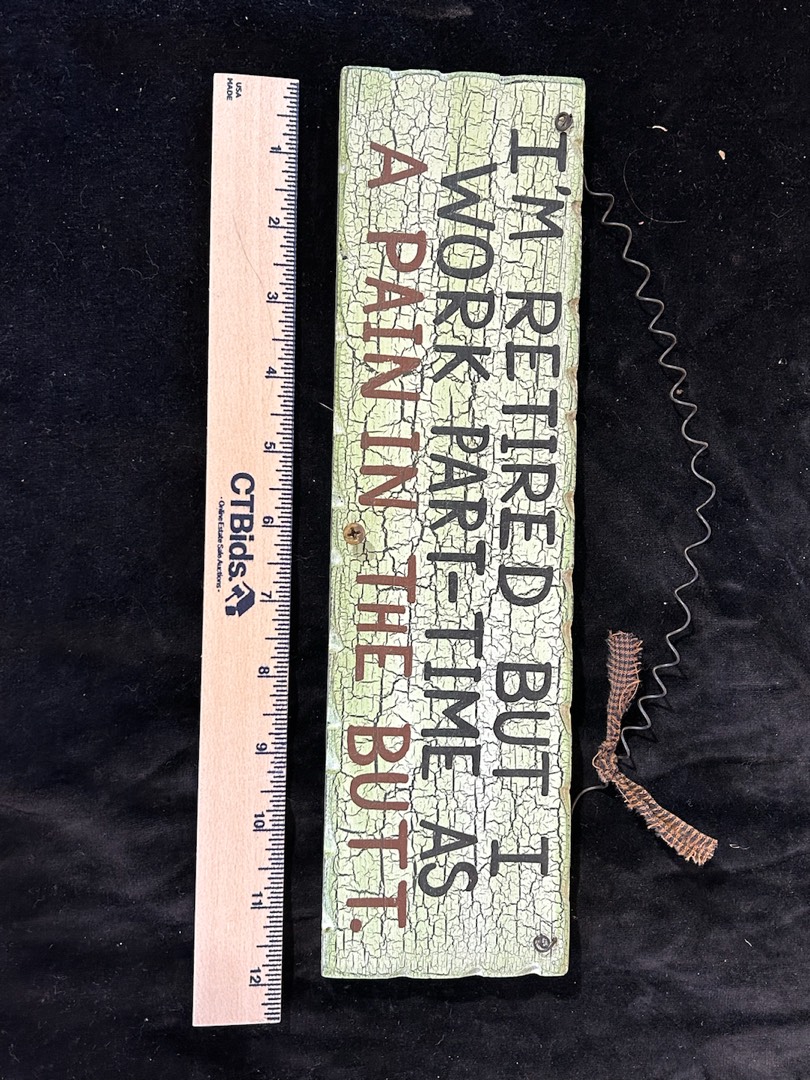 I'M RETIRED BUT I
WORK PART-TIME AS
A PAIN IN THE BUTT.
USA
MADE
1 2 3 4 5 6 7 8 9 10 11 12
CTBids.
· Online Estate Sale Auctions ·